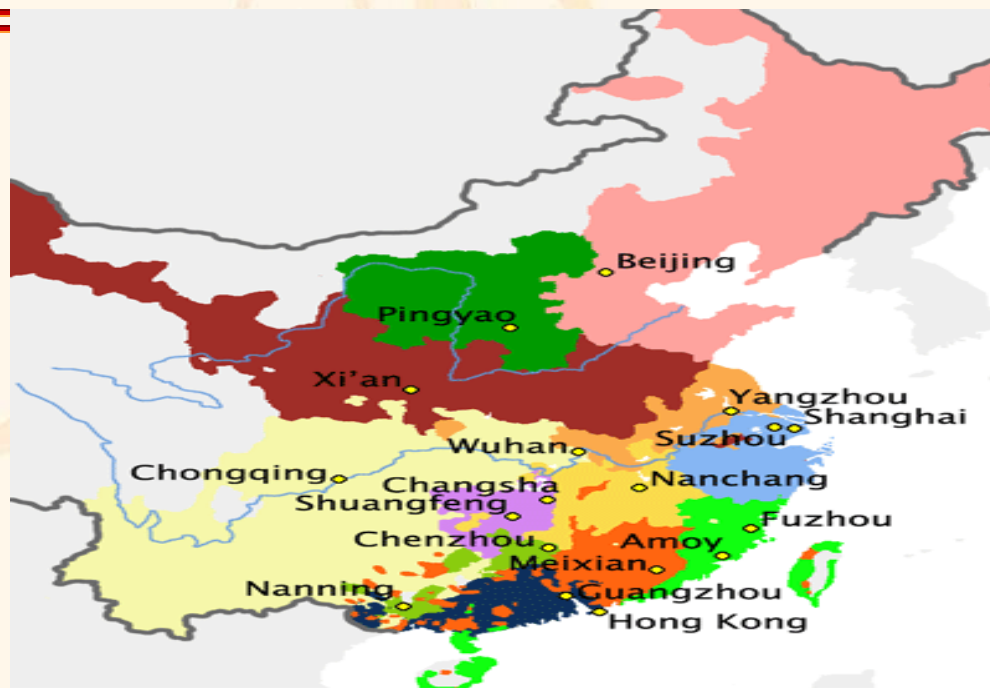 Beijing
Pingyao
Xi’an
Yangzhou
Shanghai
Suzhou
Wuhan
Chongqing
Nanchang
Changsha
Shuangfeng
Fuzhou
Chenzhou
Amoy
Meixian
Nanning
Guangzhou
Hong Kong